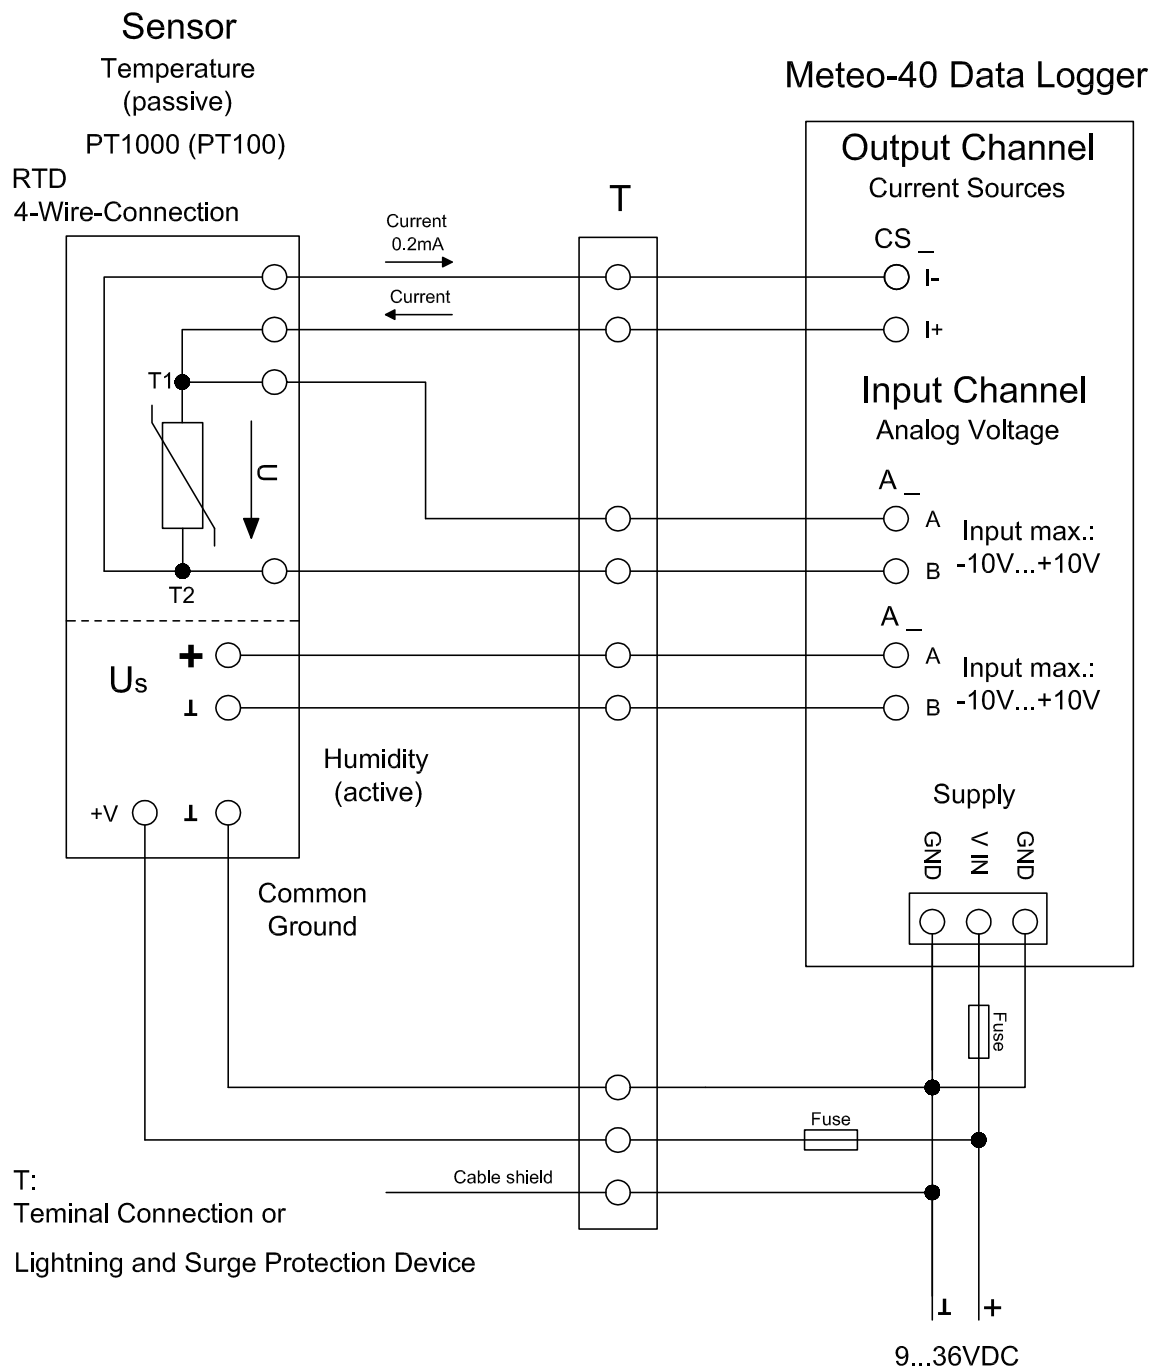 Sensor
Temperature
(passive)
PT1000 (PT100)
RTD
4-Wire-Connection
Meteo-40 Data Logger
Output Channel
Current Sources
T
Current
0.2mA
CS _
I-
Current
I+
T1
U
T2
Input Channel
Analog Voltage
A _
A
Input max.:
-10V...+10V
B
A _
A
Input max.:
-10V...+10V
B
+
Us
⊥
Humidity
(active)
+V
⊥
Common
Ground
Supply
GND
V IN
GND
Fuse
Fuse
Cable shield
T:
Teminal Connection or
Lightning and Surge Protection Device
⊥ +
9...36VDC